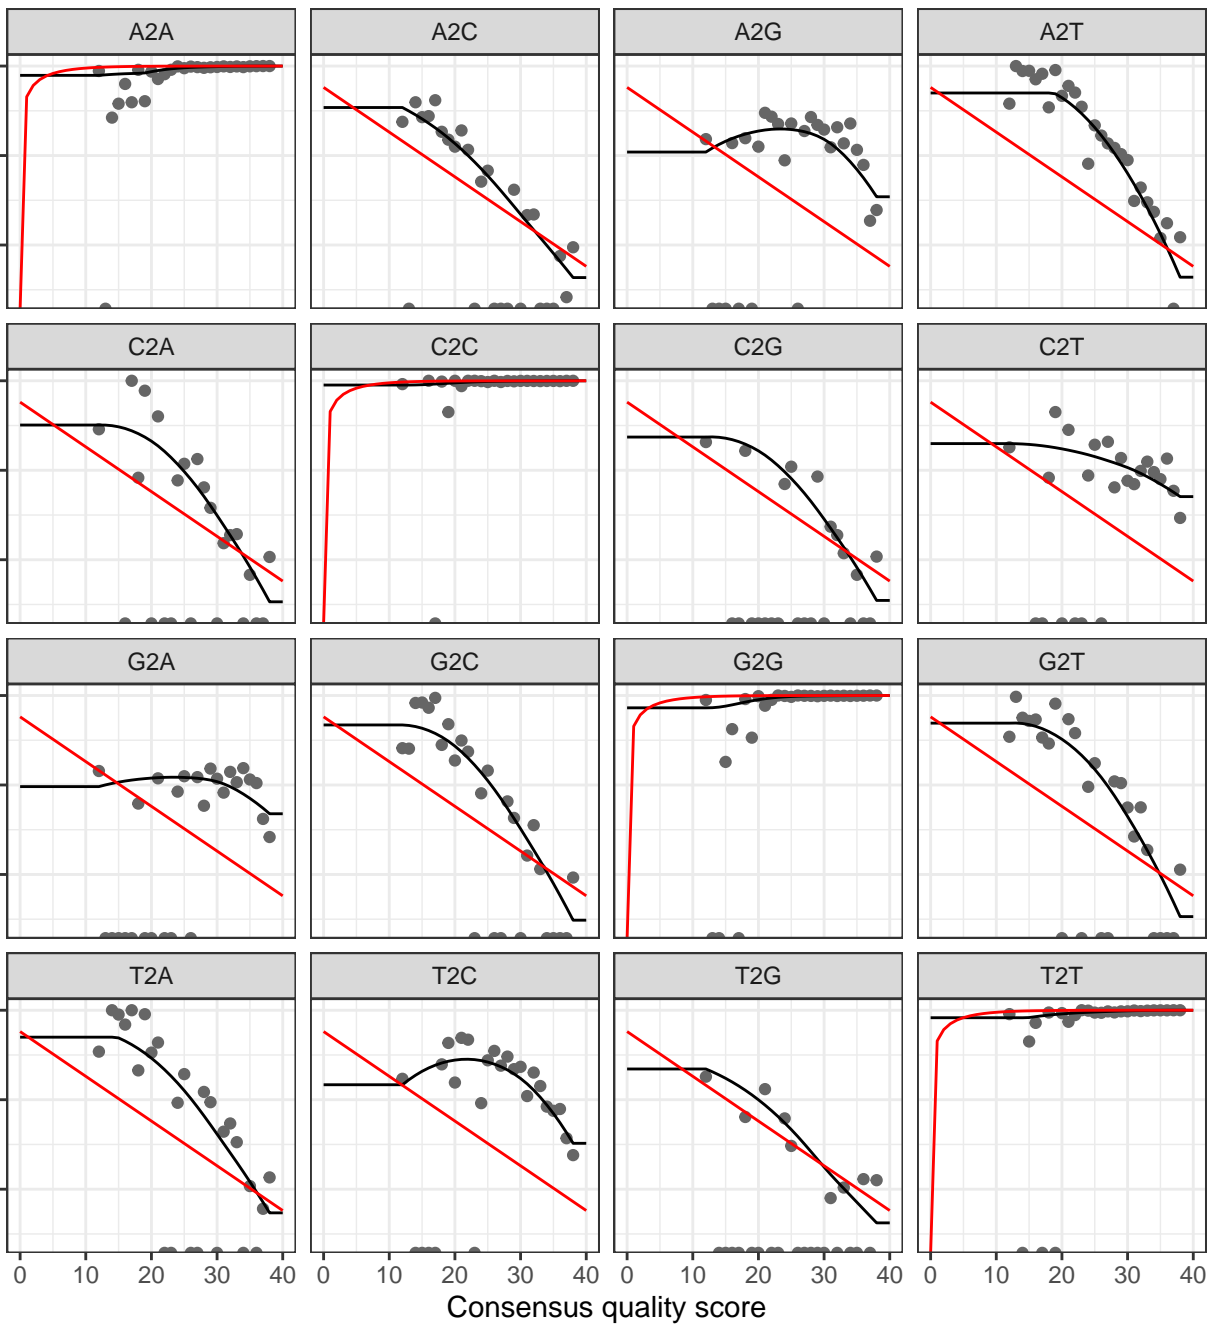 A2A A2C A2G A2T
C2A C2C C2G C2T
G2A G2C G2G G2T
T2A T2C T2G T2T
0 10 20 30 40 0 10 20 30 40 0 10 20 30 40 0 10 20 30 40
Consensus quality score